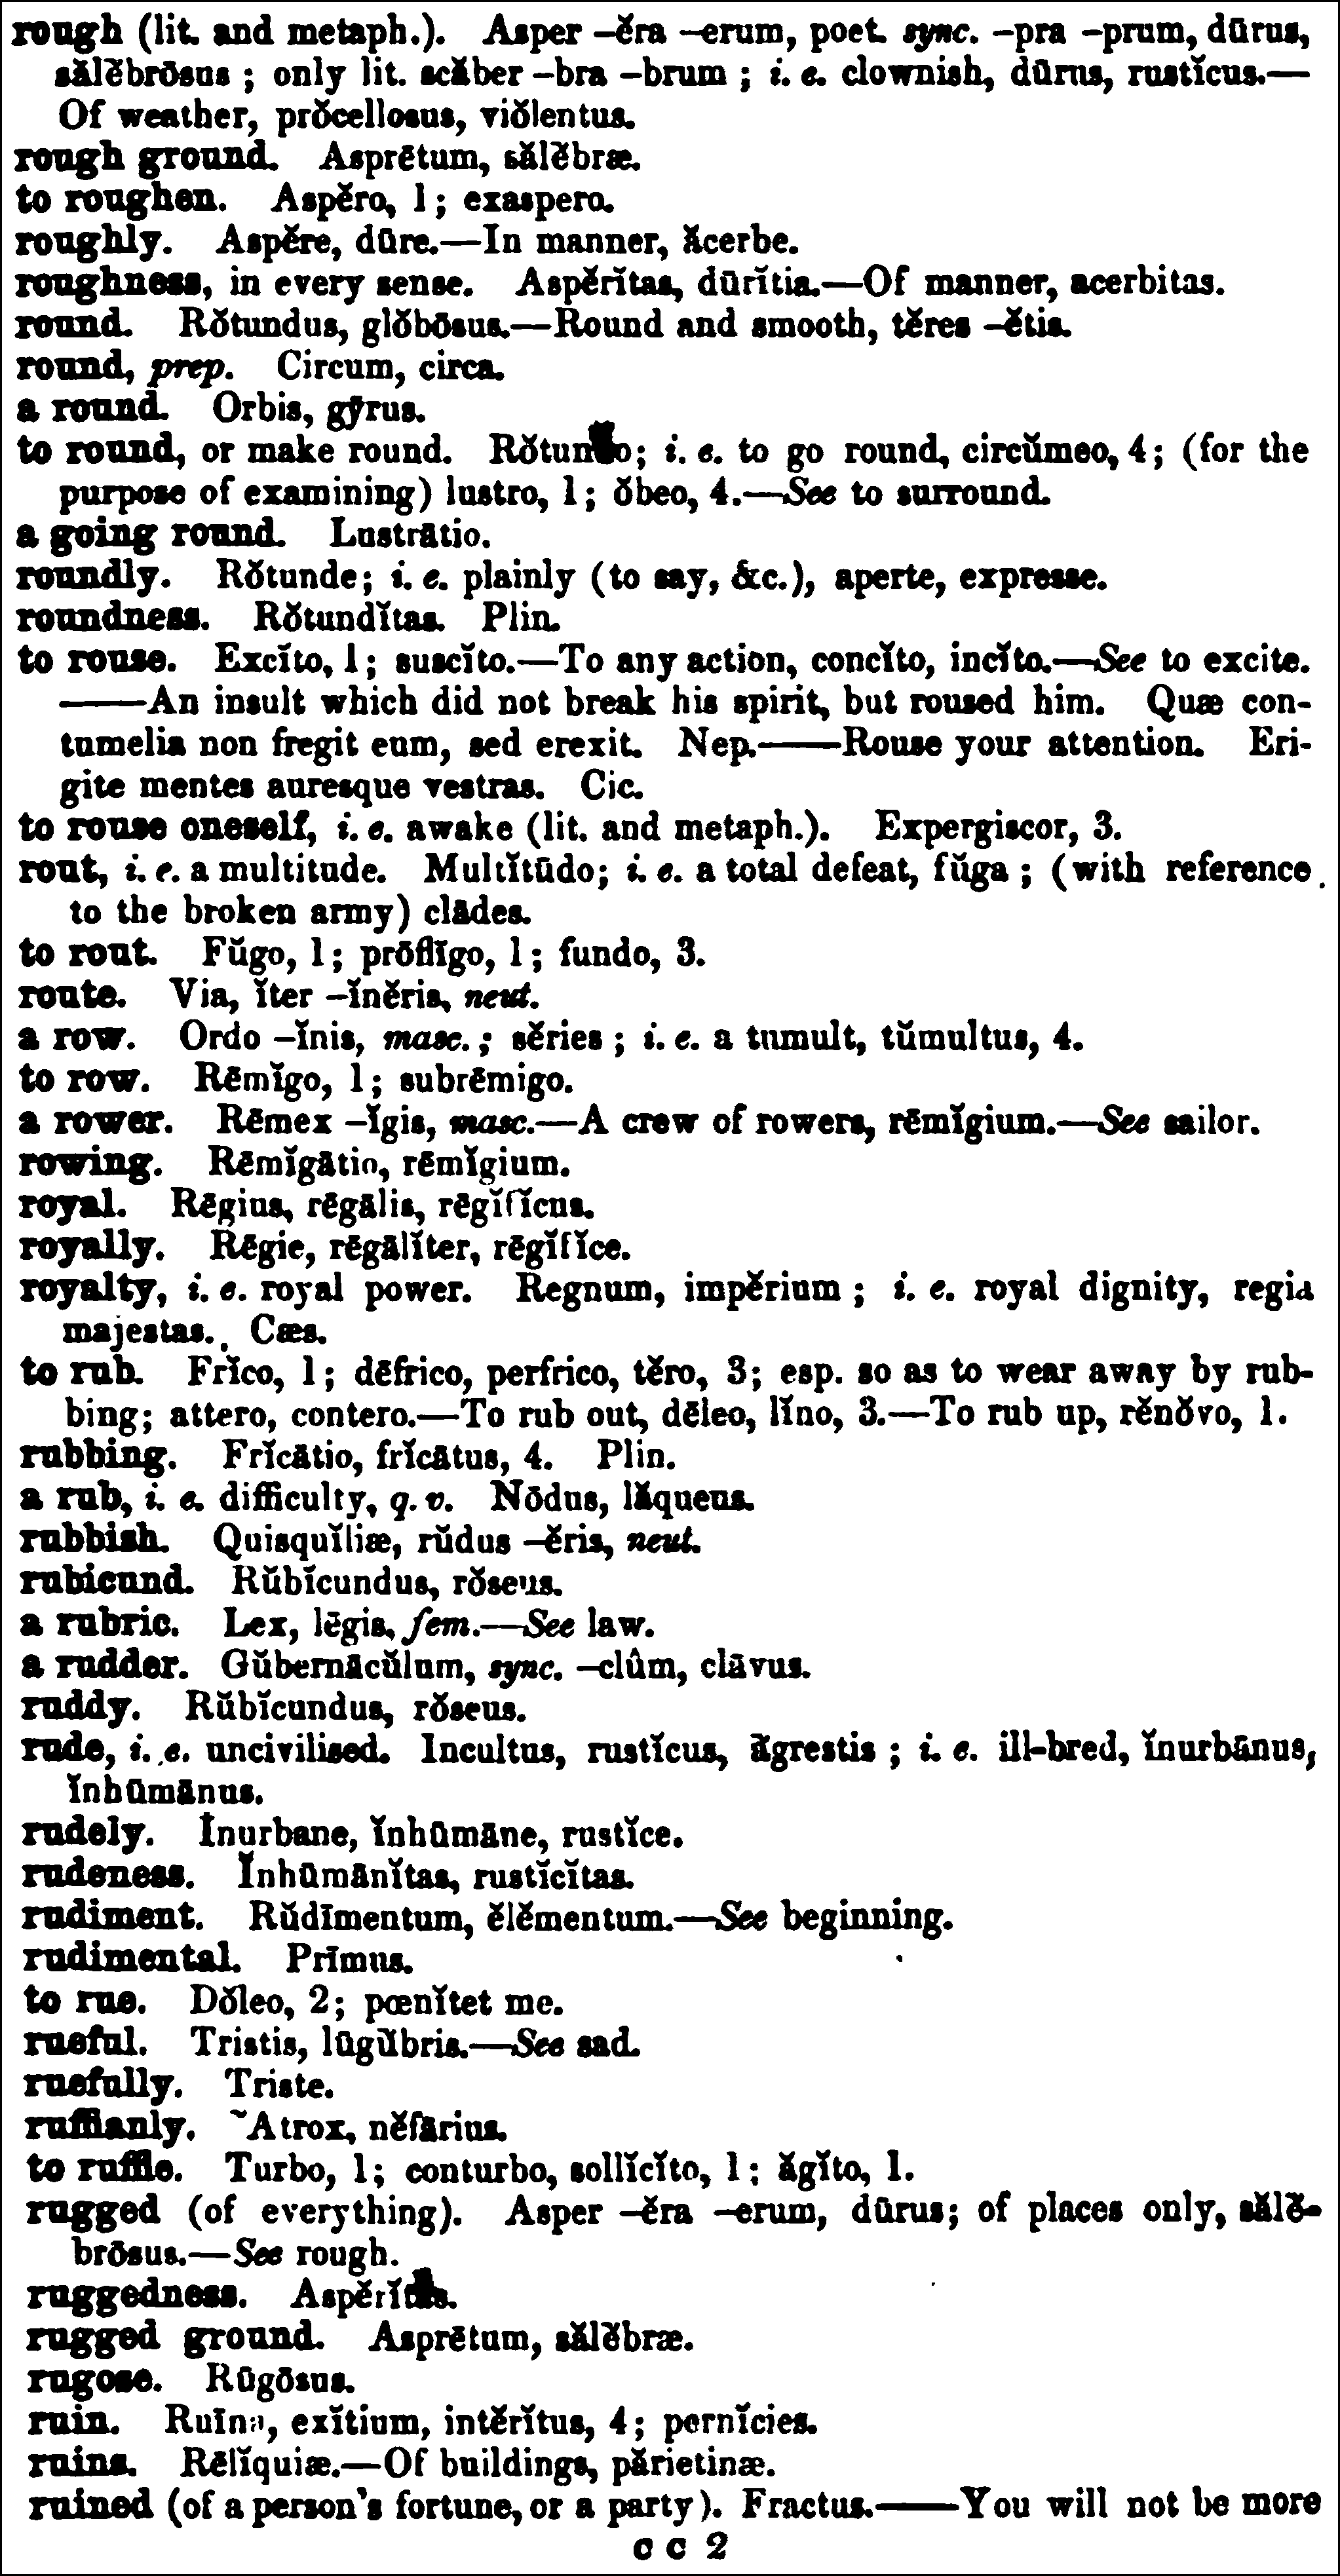 rough (lit. and metaph.). Asper –ĕra –erum, poet. sync. –pra –prum, dūrus,
sălĕbrōsus ; only lit. scăber –bra –brum ; i. e. clownish, dūrus, rustĭcus.—
Of weather, prŏcellosus, viŏlentus.
rough ground. Asprētum, sălĕbræ.
to roughen. Aspĕro, 1; exaspero.
roughly. Aspĕre, dūre.—In manner, ăcerbe.
roughness, in every sense. Aspĕrĭtas, dūrĭtia.—Of manner, acerbitas.
round. Rŏtundus, glŏbōsus.—Round and smooth, tĕres –ĕtis.
round, prep. Circum, circa.
a round. Orbis, gȳrus.
to round, or make round. Rŏtundo; i. e. to go round, circŭmeo, 4; (for the
purpose of examining) lustro, 1; ŏbeo, 4.—See to surround.
a going round. Lustrātio.
roundly. Rŏtunde; i. e. plainly (to say, &c.), aperte, expresse.
roundness. Rŏtundĭtas. Plin.
to rouse. Excĭto, 1; suscĭto.—To any action, concĭto, incĭto.—See to excite.
——An insult which did not break his spirit, but roused him. Quæ con-
tumelia non fregit eum, sed erexit. Nep.——Rouse your attention. Eri-
gite mentes auresque vestras. Cic.
to rouse oneself, i. e. awake (lit. and metaph.). Expergiscor, 3.
rout, i. e. a multitude. Multĭtūdo; i. e. a total defeat, fŭga ; (with reference
to the broken army) clādes.
to rout. Fŭgo, 1; prōflīgo, 1; fundo, 3.
route. Via, ĭter –ĭnĕris, neut.
a row. Ordo –ĭnis, masc. ; sĕries ; i. e. a tumult, tŭmultus, 4.
to row. Rēmĭgo, 1; subrēmigo.
a rower. Rēmex –ĭgis, masc.—A crew of rowers, rēmĭgium.—See sailor.
rowing. Rēmĭgātio, rēmĭgium.
royal. Rēgius, rēgālis, rēgĭfĭcus.
royally. Rēgie, rēgālĭter, rēgĭfĭce.
royalty, i. e. royal power. Regnum, impĕrium ; i. e. royal dignity, regia
majestas. Cæs.
to rub. Frĭco, 1; dēfrico, perfrico, tĕro, 3; esp. so as to wear away by rub-
bing; attero, contero.—To rub out, dēleo, lĭno, 3.—To rub up, rĕnŏvo, 1.
rubbing. Frĭcātio, frĭcātus, 4. Plin.
a rub, i. e. difficulty, q. v. Nōdus, lăqueus.
rubbish. Quisquĭliæ, rŭdus –ĕris, neut.
rubicund. Rŭbĭcundus, rŏseus.
a rubric. Lex, lēgis, fem.—See law.
a rudder. Gŭbernācŭlum, sync. –clûm, clāvus.
ruddy. Rŭbĭcundus, rŏseus.
rude, i. e. uncivilised. Incultus, rustĭcus, ăgrestis ; i. e. ill-bred, ĭnurbānus,
ĭnhūmānus.
rudely. Inurbane, ĭnhūmāne, rustĭce.
rudeness. Ĭnhūmānĭtas, rustĭcĭtas.
rudiment. Rŭdīmentum, ĕlĕmentum.—See beginning.
rudimental. Prīmus.
to rue. Dŏleo, 2; pœnĭtet me.
rueful. Tristis, lūgŭbris.—See sad.
ruefully. Triste.
ruffianly. ˘Atrox, nĕfārius.
to ruffle. Turbo, 1; conturbo, sollĭcĭto, 1; ăgĭto, 1.
rugged (of everything). Asper –ĕra –erum, dūrus; of places only, sălĕ-
brōsus.—See rough.
ruggedness. Aspĕrĭtas.
rugged ground. Asprētum, sălĕbræ.
rugose. Rūgōsus.
ruin. Ruīna, exĭtium, intĕrĭtus, 4; pernĭcies.
ruins. Rēlĭquiæ.—Of buildings, părietinæ.
ruined (of a person's fortune, or a party). Fractus.——You will not be more
c c 2